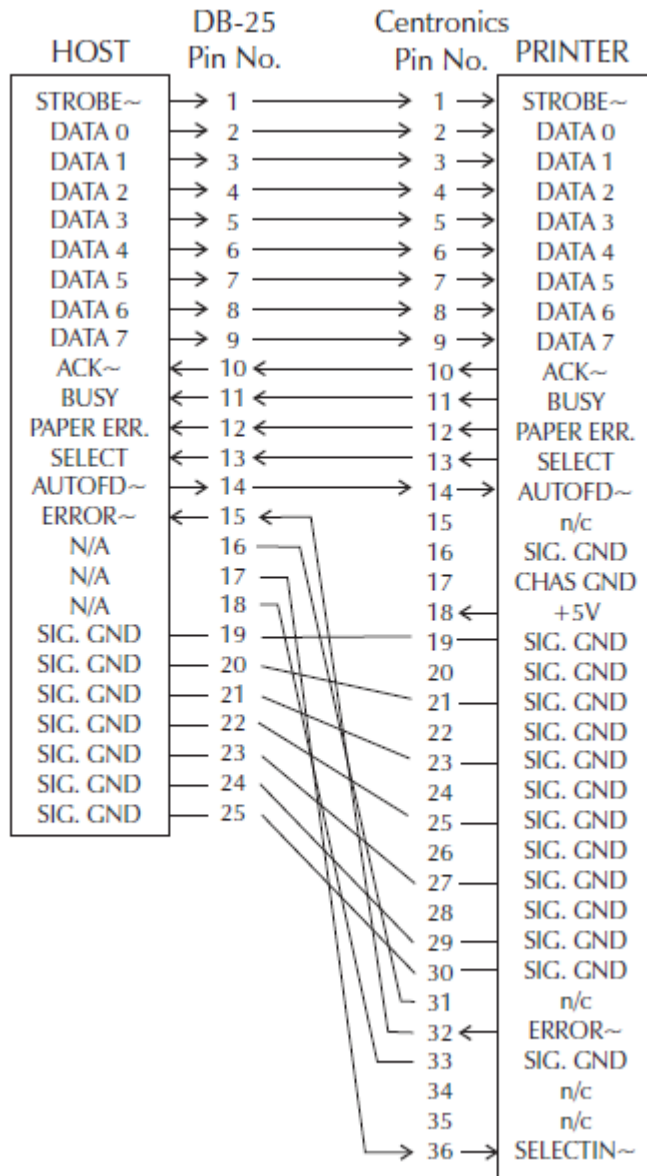 DB-25 Centronics
HOST Pin No. Pin No. PRINTER
STROBE~ 1 1 STROBE~
DATA 0 2 2 DATA 0
DATA 1 3 3 DATA 1
DATA 2 4 4 DATA 2
DATA 3 5 5 DATA 3
DATA 4 6 6 DATA 4
DATA 5 7 7 DATA 5
DATA 6 8 8 DATA 6
DATA 7 9 9 DATA 7
ACK~ 10 10 ACK~
BUSY 11 11 BUSY
PAPER ERR. 12 12 PAPER ERR.
SELECT 13 13 SELECT
AUTOFD~ 14 14 AUTOFD~
ERROR~ 15 15 n/c
N/A 16 16 SIG. GND
N/A 17 17 CHAS GND
N/A 18 18 +5V
SIG. GND 19 19 SIG. GND
SIG. GND 20 20 SIG. GND
SIG. GND 21 21 SIG. GND
SIG. GND 22 22 SIG. GND
SIG. GND 23 23 SIG. GND
SIG. GND 24 24 SIG. GND
SIG. GND 25 25 SIG. GND
26 SIG. GND
27 SIG. GND
28 SIG. GND
29 SIG. GND
30 SIG. GND
31 n/c
32 ERROR~
33 SIG. GND
34 n/c
35 n/c
36 SELECTIN~